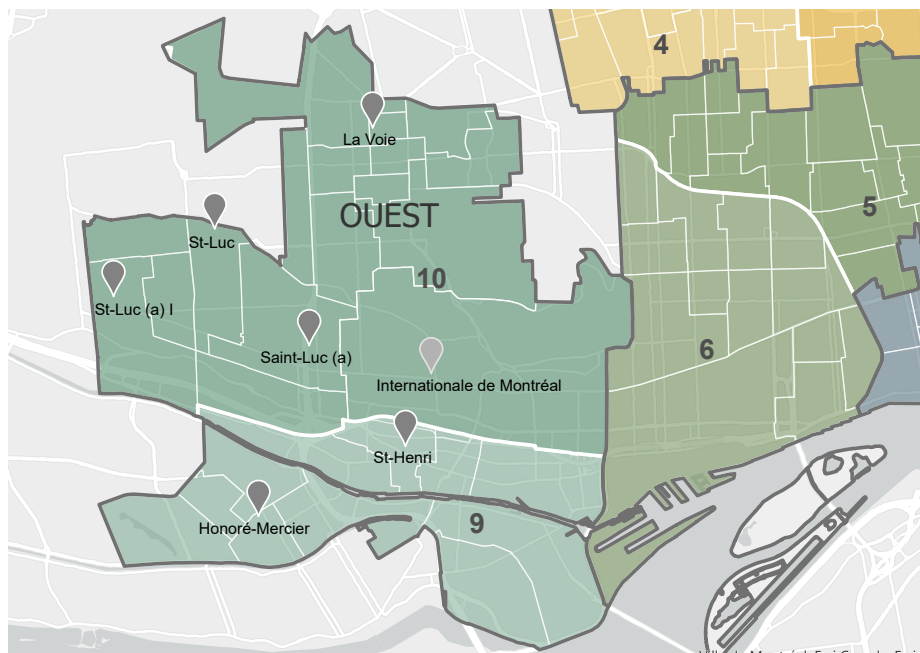 4
La Voie
5
OUEST
St-Luc
10
St-Luc (a) I
Saint-Luc (a)
6
Internationale de Montréal
St-Henri
Honoré-Mercier
9